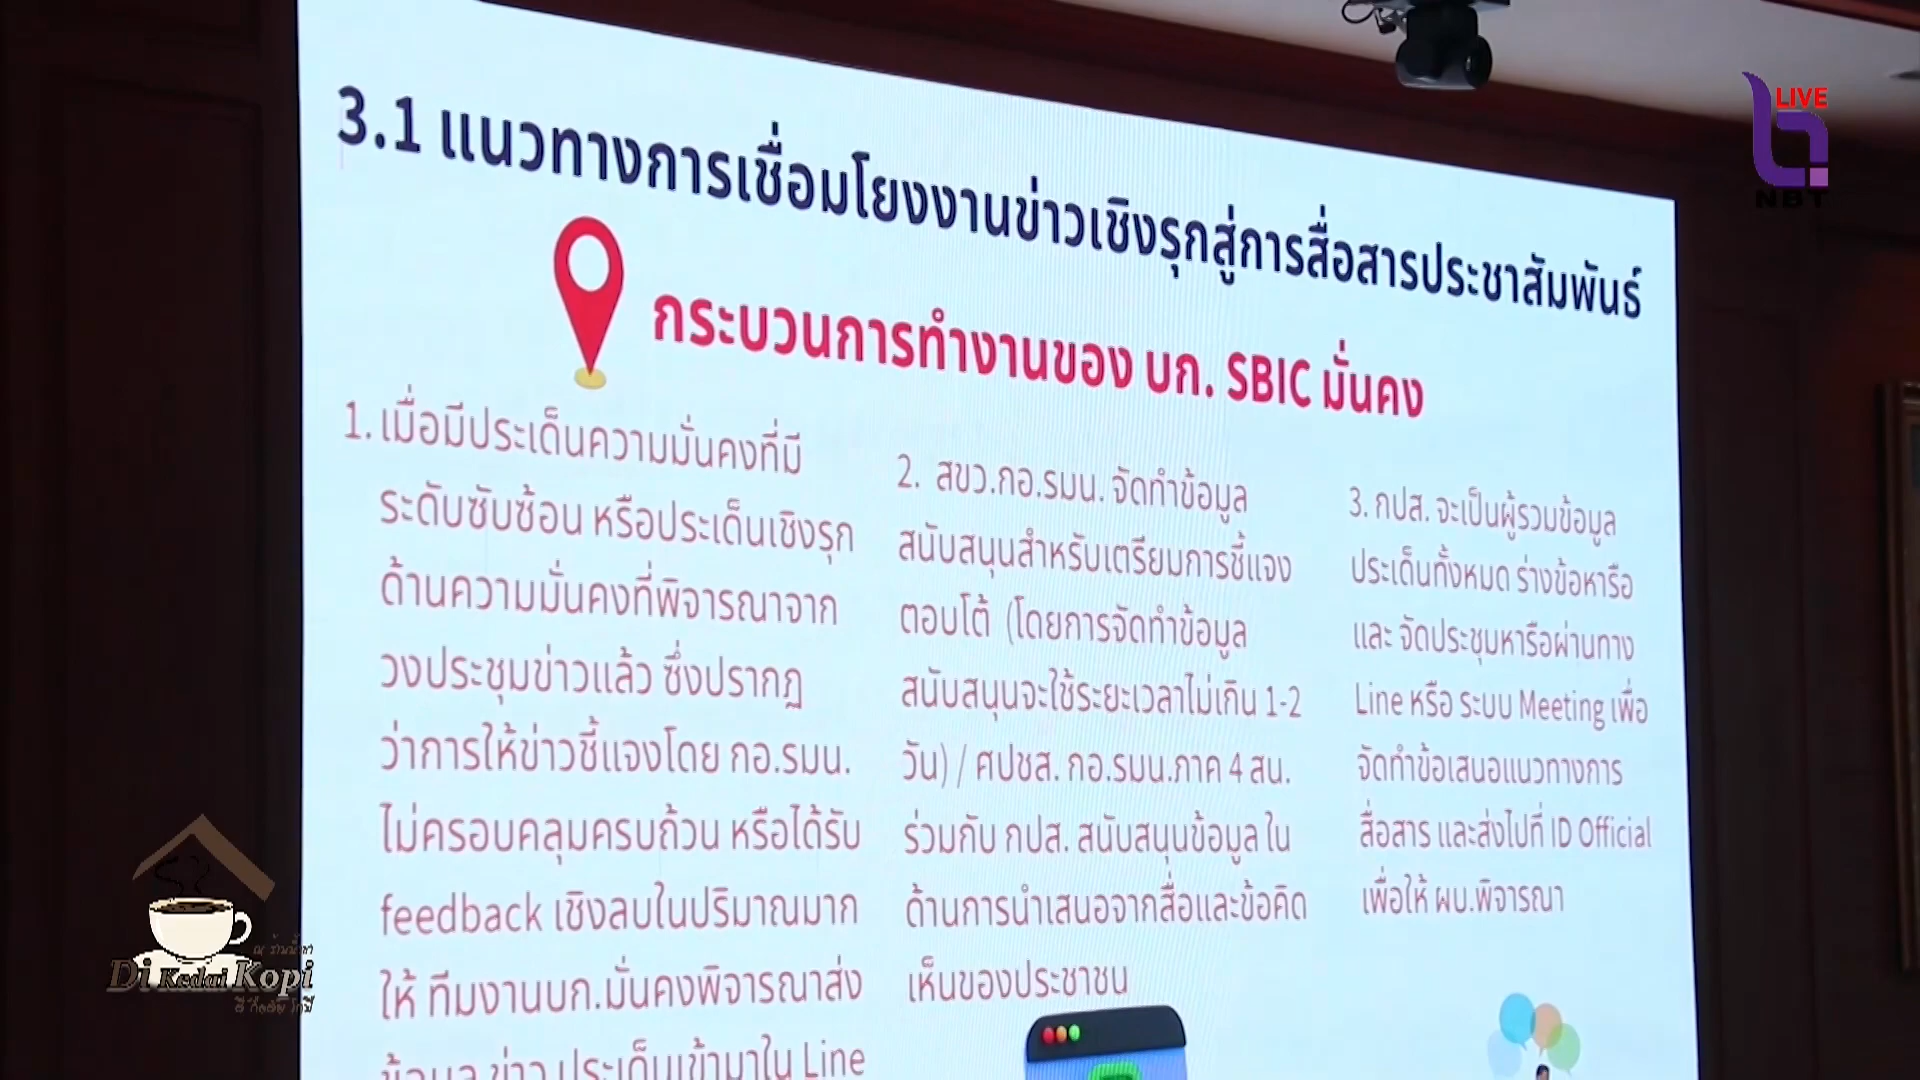 3.1 แนวทางการเชื่อมโยงงานข่าวเชิงรุกสู่การสื่อสารประชาสัมพันธ์
กระบวนการทำงานของ บก. SBIC มั่นคง
1. เมื่อมีประเด็นความมั่นคงที่มี
ระดับซับซ้อน หรือประเด็นเชิงรุก
ด้านความมั่นคงที่พิจารณาจาก
วงประชุมข่าวแล้ว ซึ่งปรากฏ
ว่าการให้ข่าวชี้แจงโดย กอ.รมน.
ไม่ครอบคลุมครบถ้วน หรือได้รับ
feedback เชิงลบในปริมาณมาก
ให้ ทีมงานบก.มั่นคงพิจารณาส่ง
ข้อมูล ข่าว ประเด็นเข้ามาใน Line
2. สขว.กอ.รมน. จัดทำข้อมูล
สนับสนุนสำหรับเตรียมการชี้แจง
ตอบโต้ (โดยการจัดทำข้อมูล
สนับสนุนจะใช้ระยะเวลาไม่เกิน 1-2
วัน) / ศปชส. กอ.รมน.ภาค 4 สน.
ร่วมกับ กปส. สนับสนุนข้อมูล ใน
ด้านการนำเสนอจากสื่อและข้อคิด
เห็นของประชาชน
3. กปส. จะเป็นผู้รวมข้อมูล
ประเด็นทั้งหมด ร่างข้อหารือ
และ จัดประชุมหารือผ่านทาง
Line หรือ ระบบ Meeting เพื่อ
จัดทำข้อเสนอแนวทางการ
สื่อสาร และส่งไปที่ ID Official
เพื่อให้ ผบ.พิจารณา
LIVE
NBT
Di Kedai Kopi